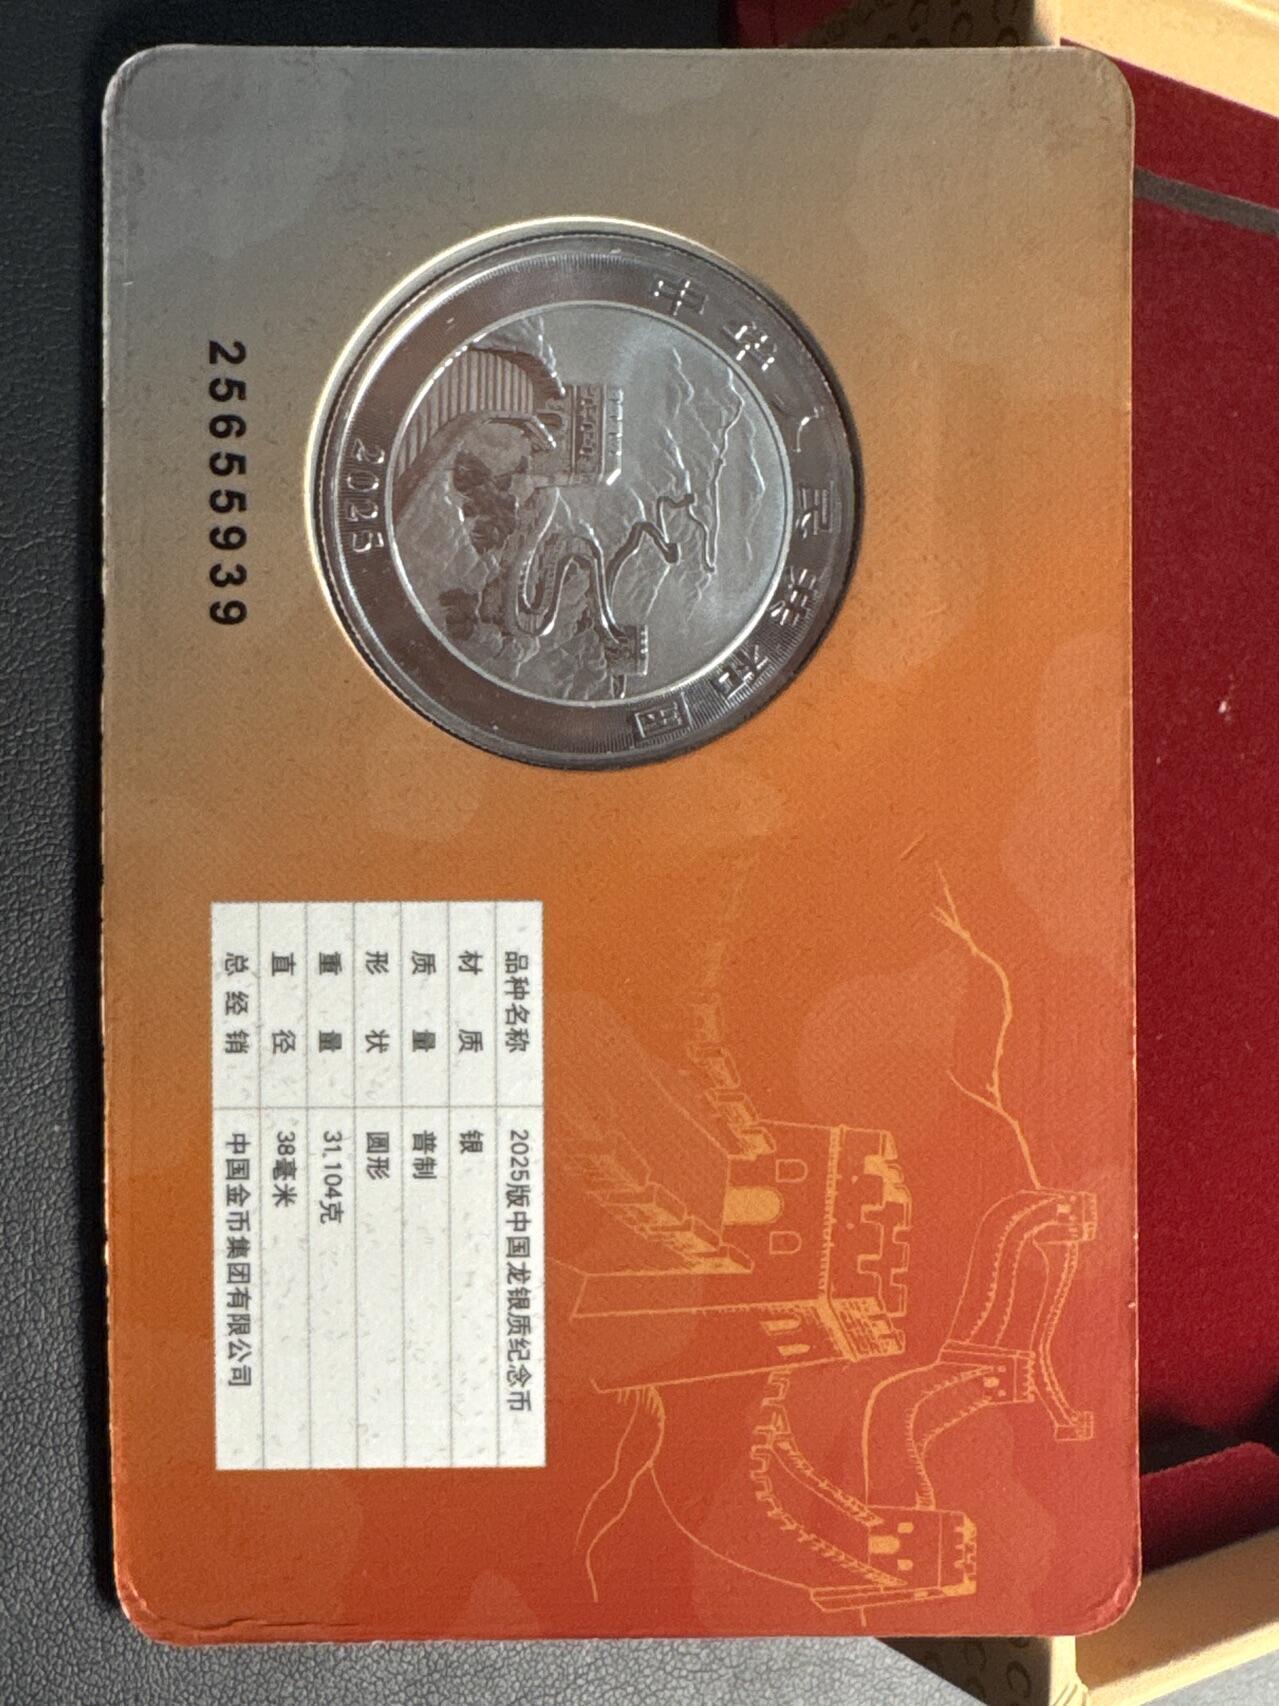 中华人民共和国
2025
25655939
品种名称 2025版中国龙银质纪念币
材质 银
质量 普制
形状 圆形
重量 31.104克
直径 38毫米
总经销 中国金币集团有限公司